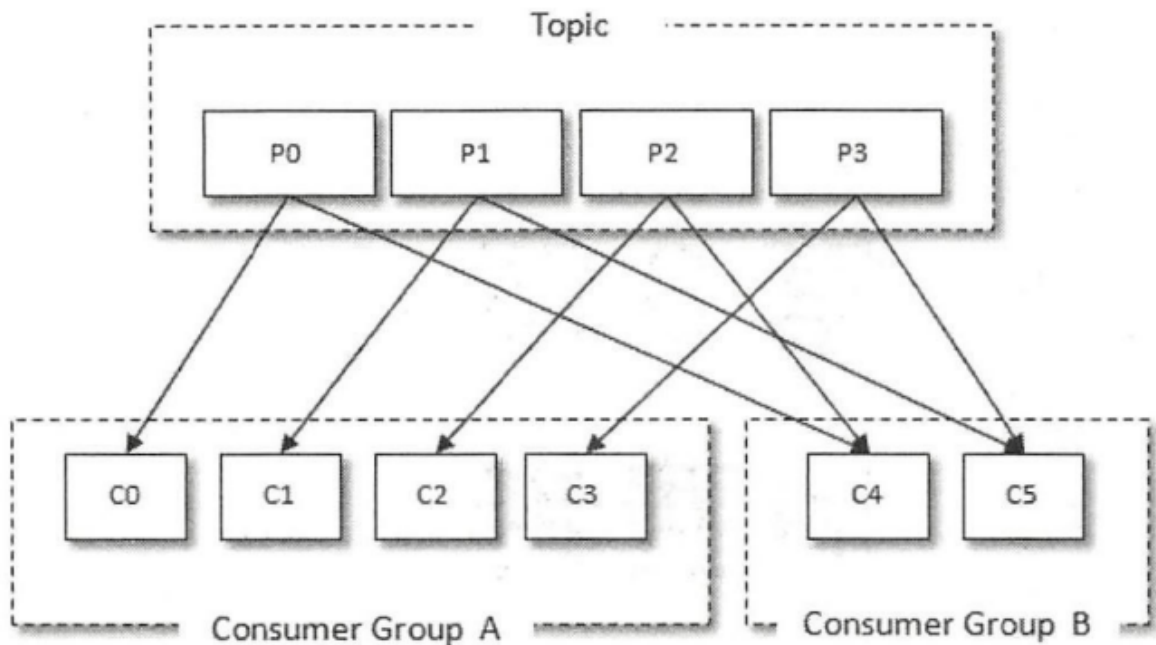 Topic
P0 P1 P2 P3
C0 C1 C2 C3 C4 C5
Consumer Group A Consumer Group B